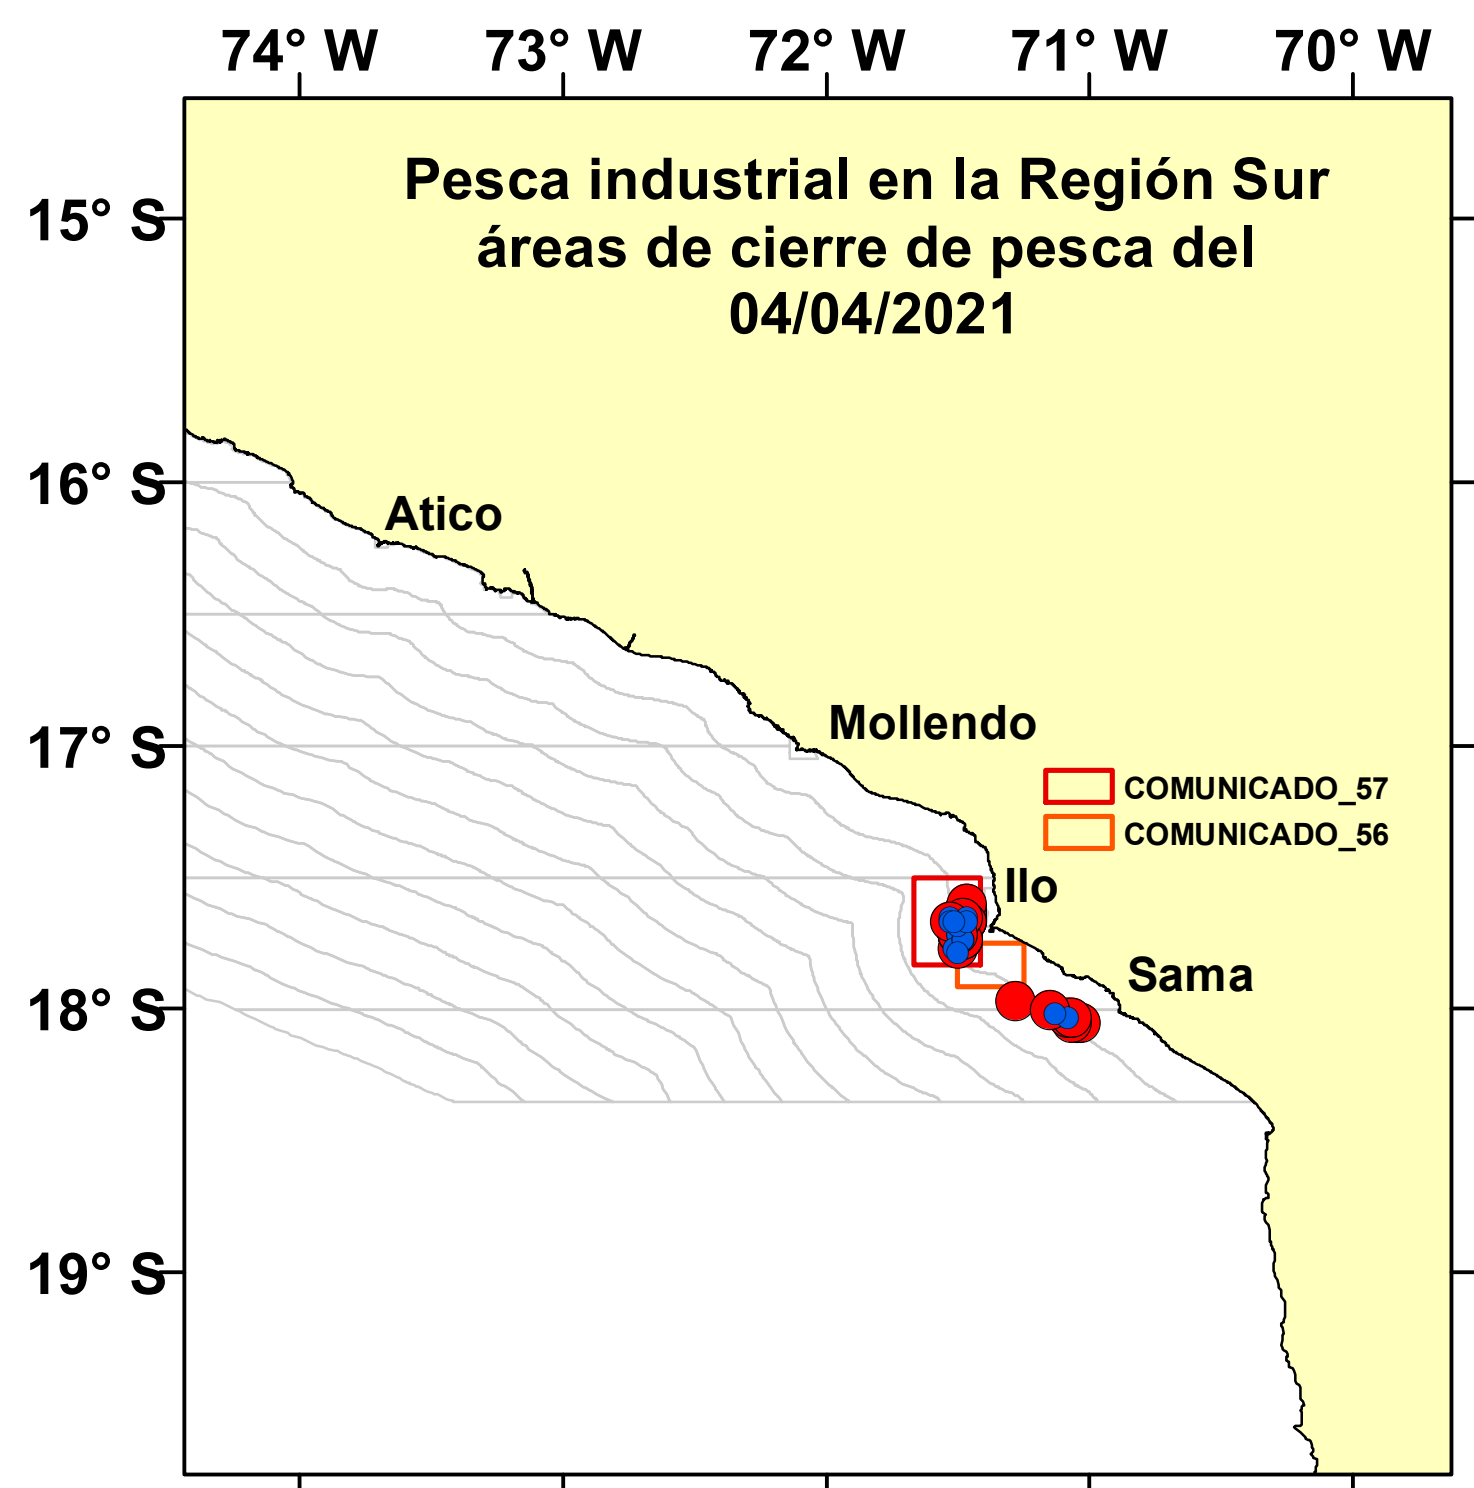 74° W 73° W 72° W 71° W 70° W
Pesca industrial en la Región Sur
áreas de cierre de pesca del
04/04/2021
15° S
16° S
Atico
17° S
Mollendo
COMUNICADO_57
COMUNICADO_56
Ilo
Sama
18° S
19° S